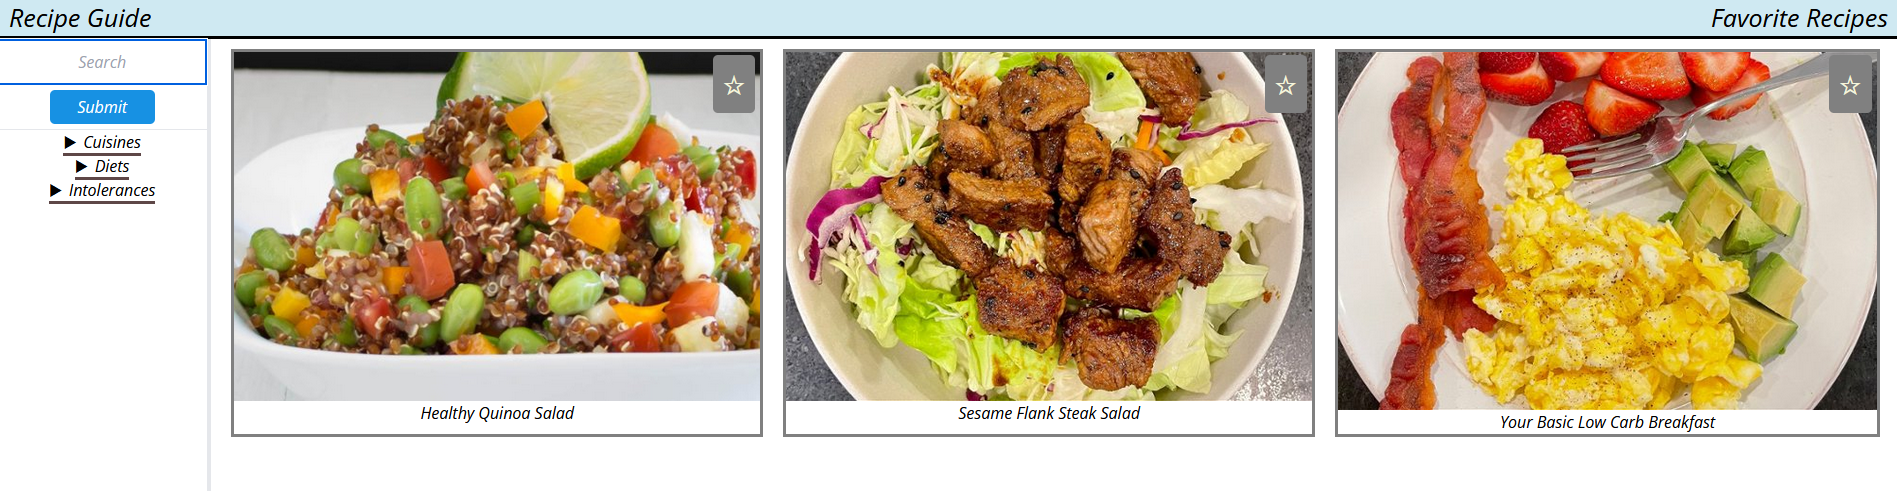 Recipe Guide
Favorite Recipes
Search
Submit
Cuisines
Diets
Intolerances
Healthy Quinoa Salad
Sesame Flank Steak Salad
Your Basic Low Carb Breakfast